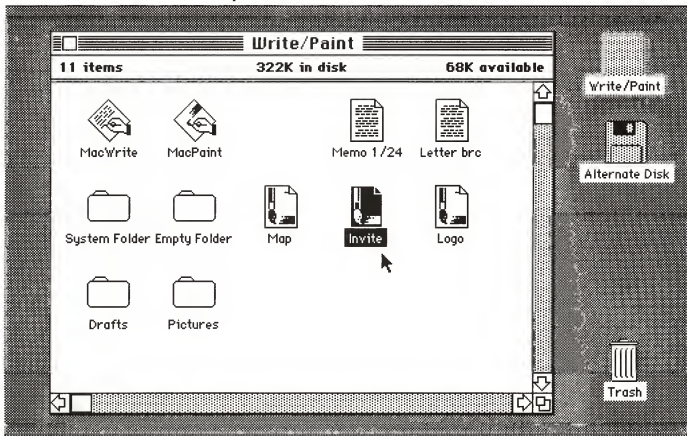 Write/Paint
11 items 322K in disk 68K available
Write/Paint
MacWrite MacPaint Memo 1/24 Letter brc
Alternate Disk
System Folder Empty Folder Map Invite Logo
Drafts Pictures
Trash